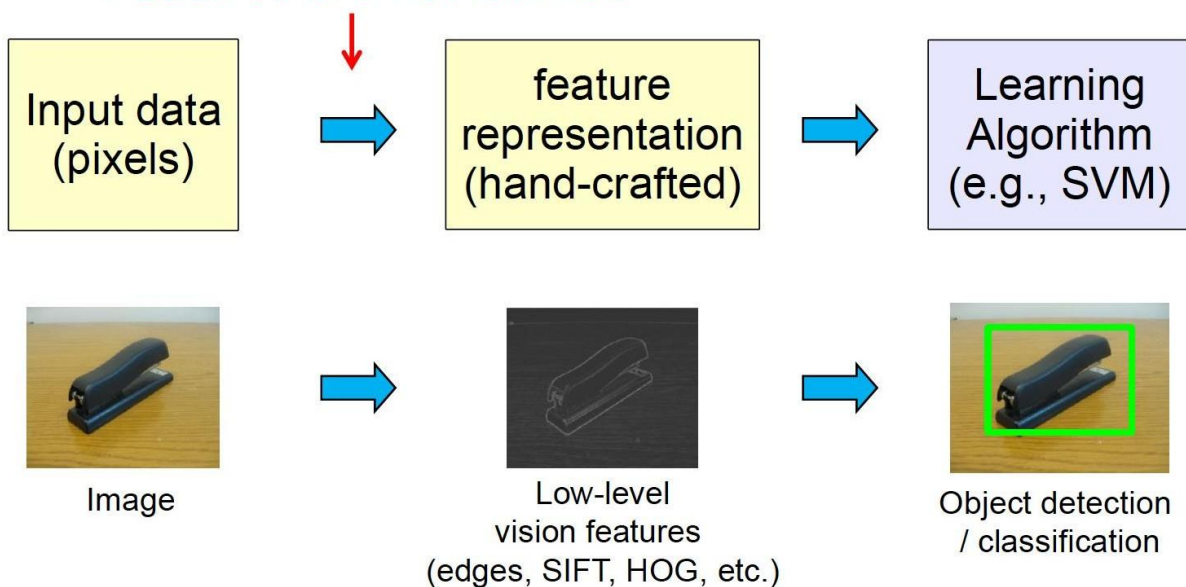 Input data
(pixels)
feature
representation
(hand-crafted)
Learning
Algorithm
(e.g., SVM)
Image
Low-level
vision features
(edges, SIFT, HOG, etc.)
Object detection
/ classification